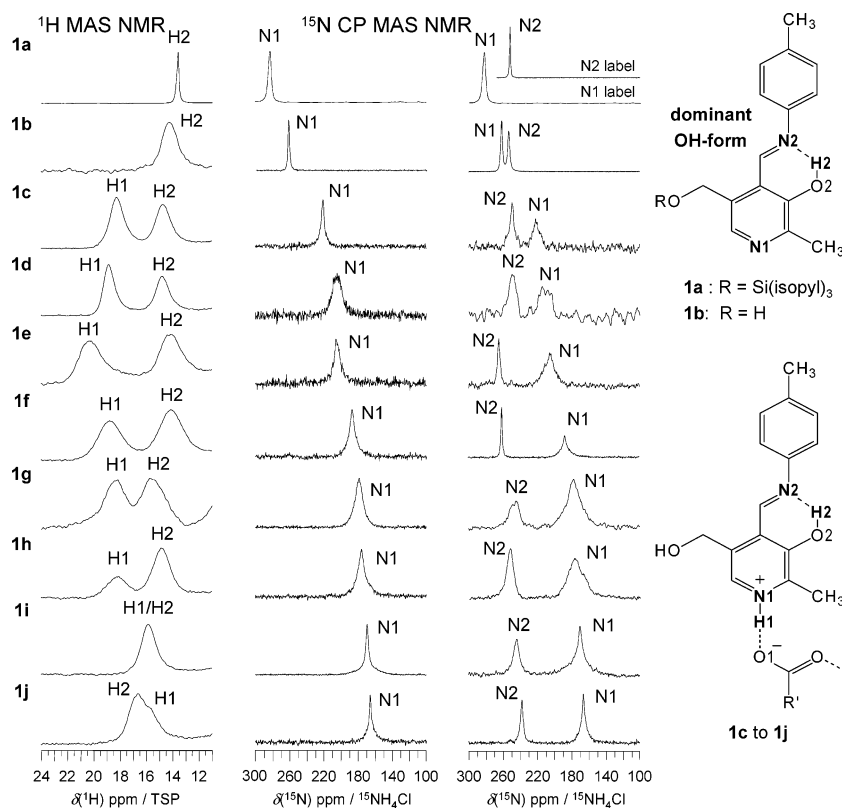 ¹H MAS NMR
¹⁵N CP MAS NMR
1a
H2
N1
N1
N2
N2 label
N1 label
1b
H2
N1
N1
N2
1c
H1
H2
N1
N2
N1
1d
H1
H2
N1
N2
N1
1e
H1
H2
N1
N2
N1
1f
H1
H2
N1
N2
N1
1g
H1
H2
N1
N2
N1
1h
H1
H2
N1
N2
N1
1i
H1/H2
N1
N2
N1
1j
H2
H1
N1
N2
N1
24 22 20 18 16 14 12
300 260 220 180 140 100
300 260 220 180 140 100
δ(¹H) ppm / TSP
δ(¹⁵N) ppm / ¹⁵NH₄Cl
δ(¹⁵N) ppm / ¹⁵NH₄Cl
CH₃
dominant
OH-form
N2
H2
O2
RO
N1
CH₃
1a : R = Si(isopyl)₃
1b: R = H
CH₃
N2
H2
O2
HO
+
N1
CH₃
H1
O1−
O
R'
1c to 1j